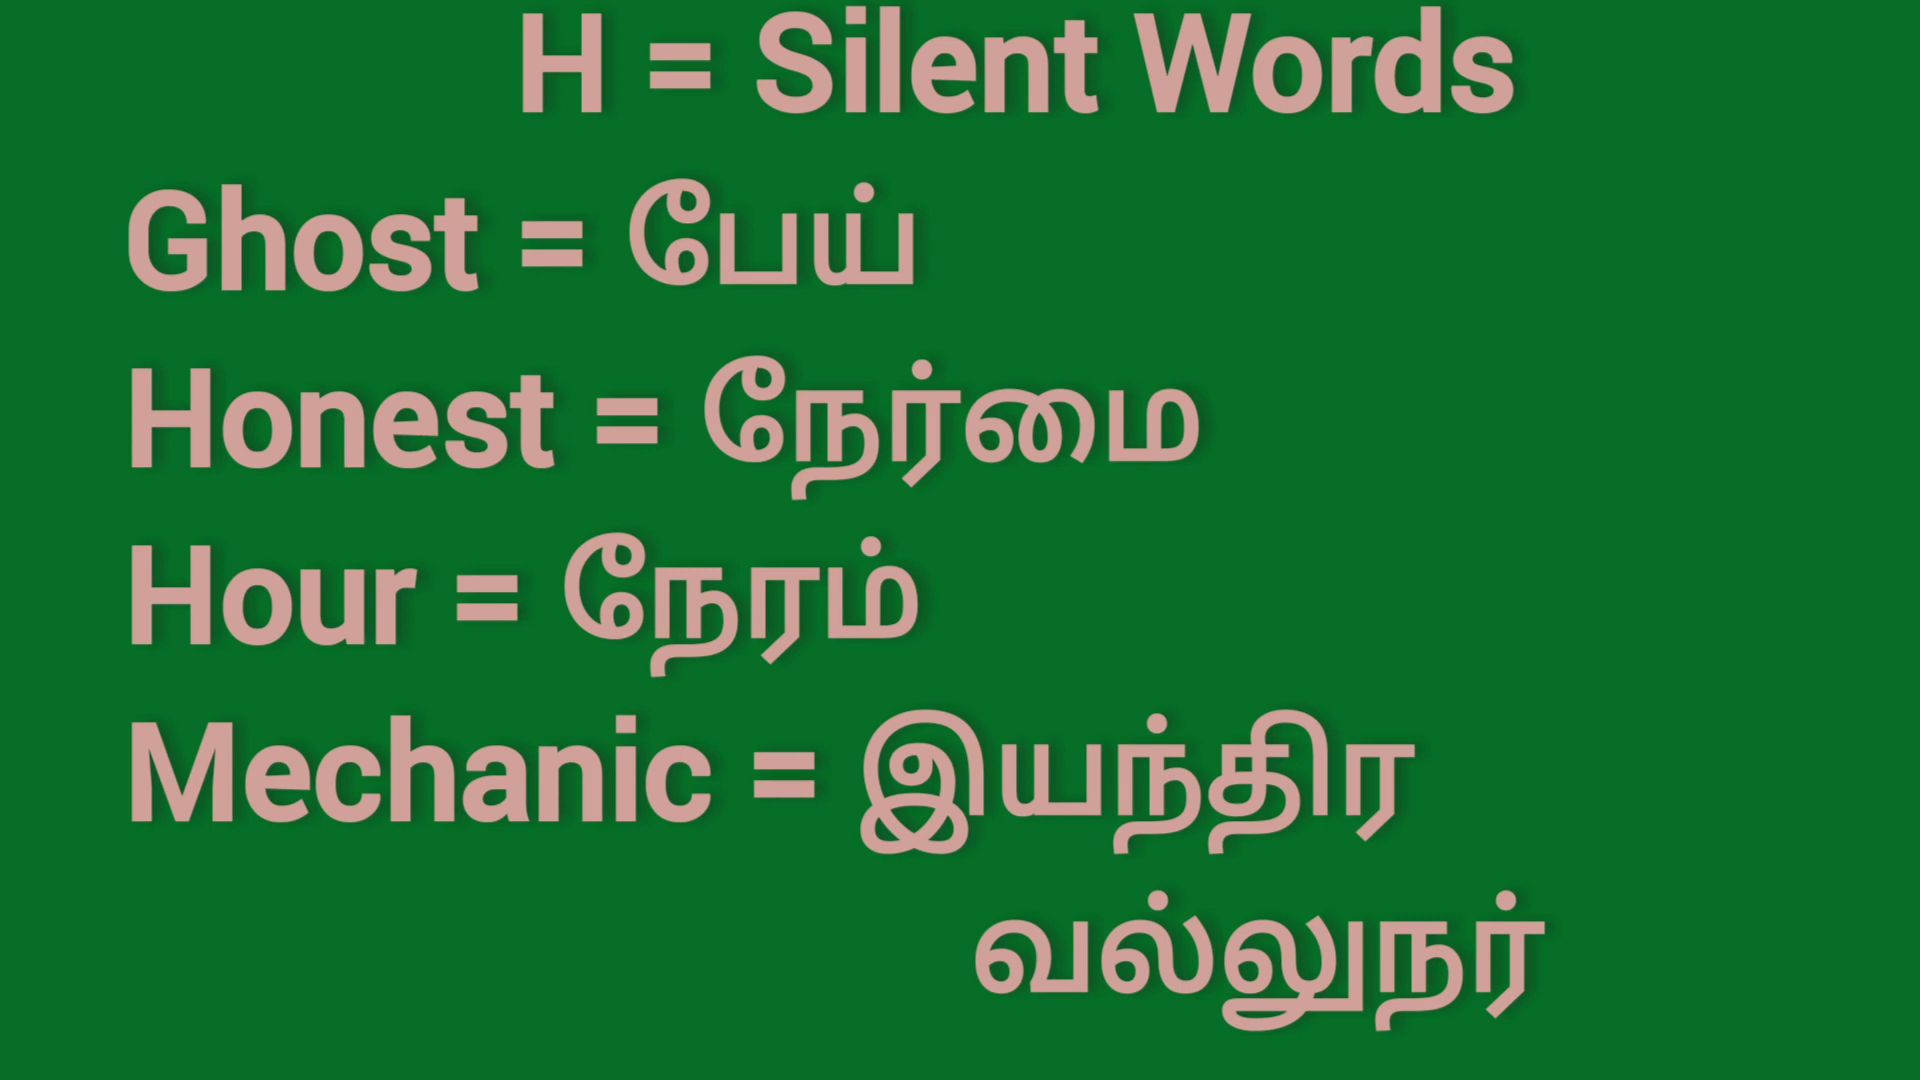 H = Silent Words
Ghost = பேய்
Honest = நேர்மை
Hour = நேரம்
Mechanic = இயந்திர
வல்லுநர்